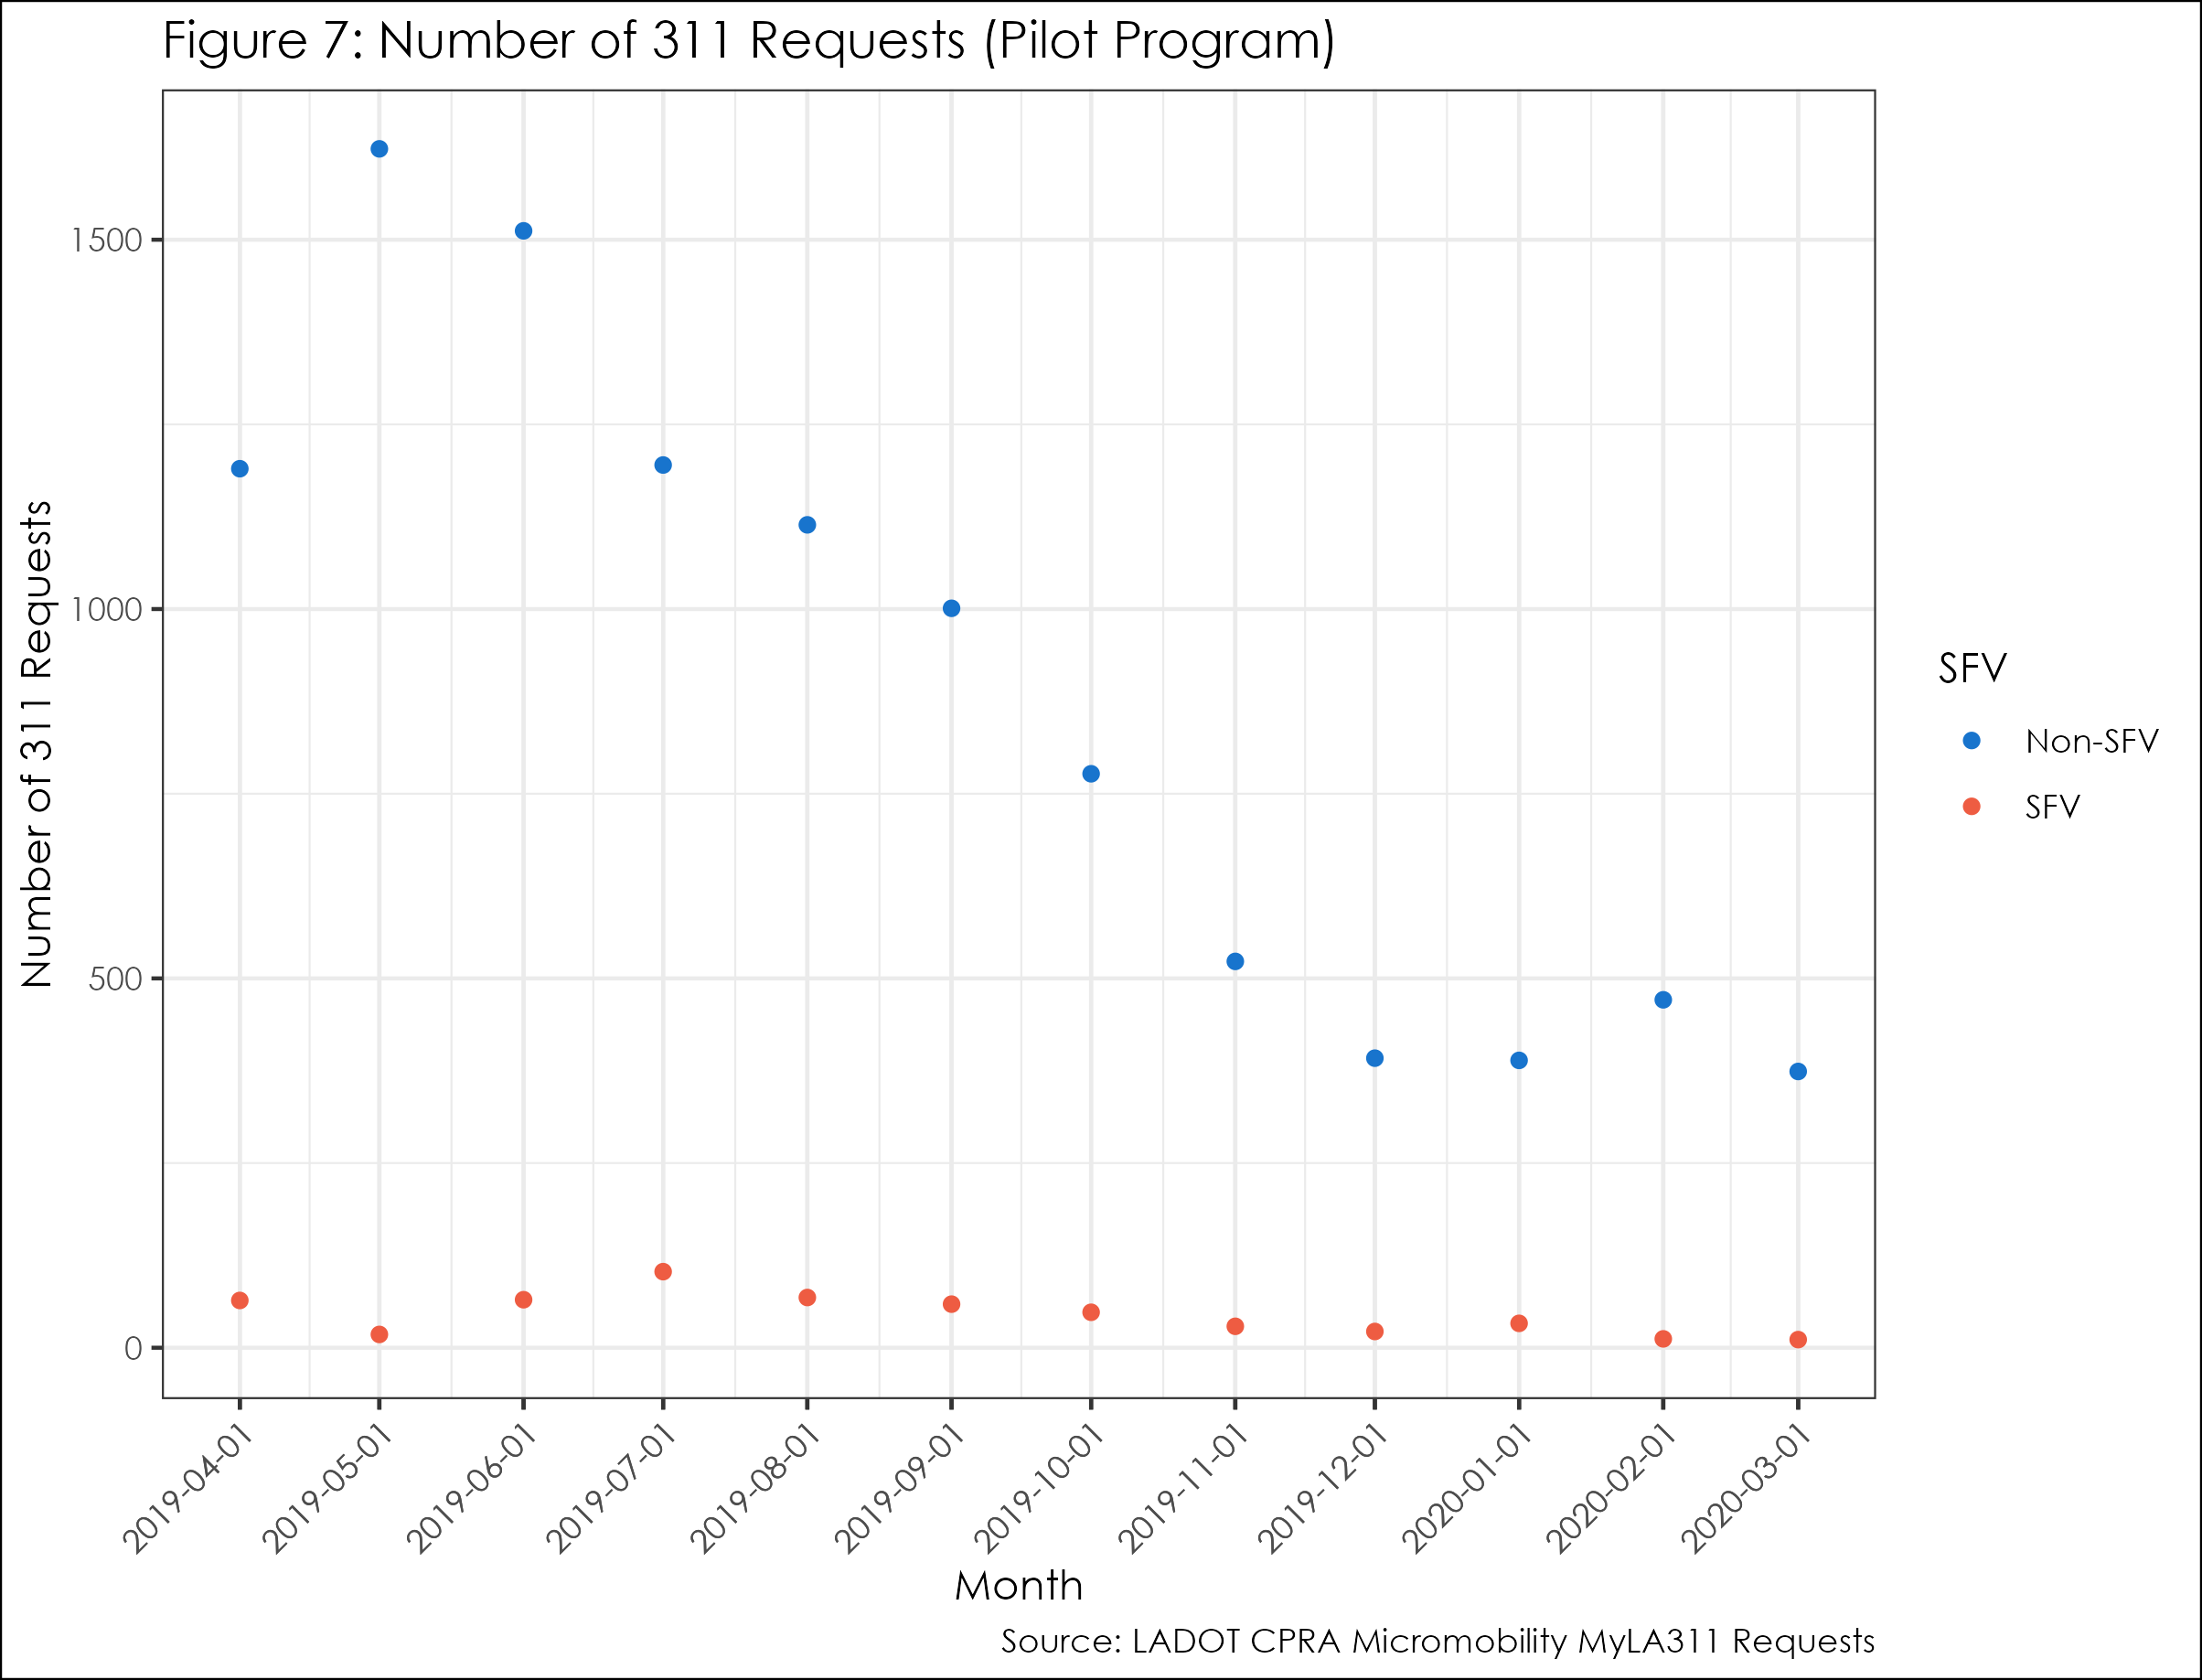 Figure 7: Number of 311 Requests (Pilot Program)
Number of 311 Requests
1500
1000
500
0
2019-04-01
2019-05-01
2019-06-01
2019-07-01
2019-08-01
2019-09-01
2019-10-01
2019-11-01
2019-12-01
2020-01-01
2020-02-01
2020-03-01
Month
SFV
Non-SFV
SFV
Source: LADOT CPRA Micromobility MyLA311 Requests